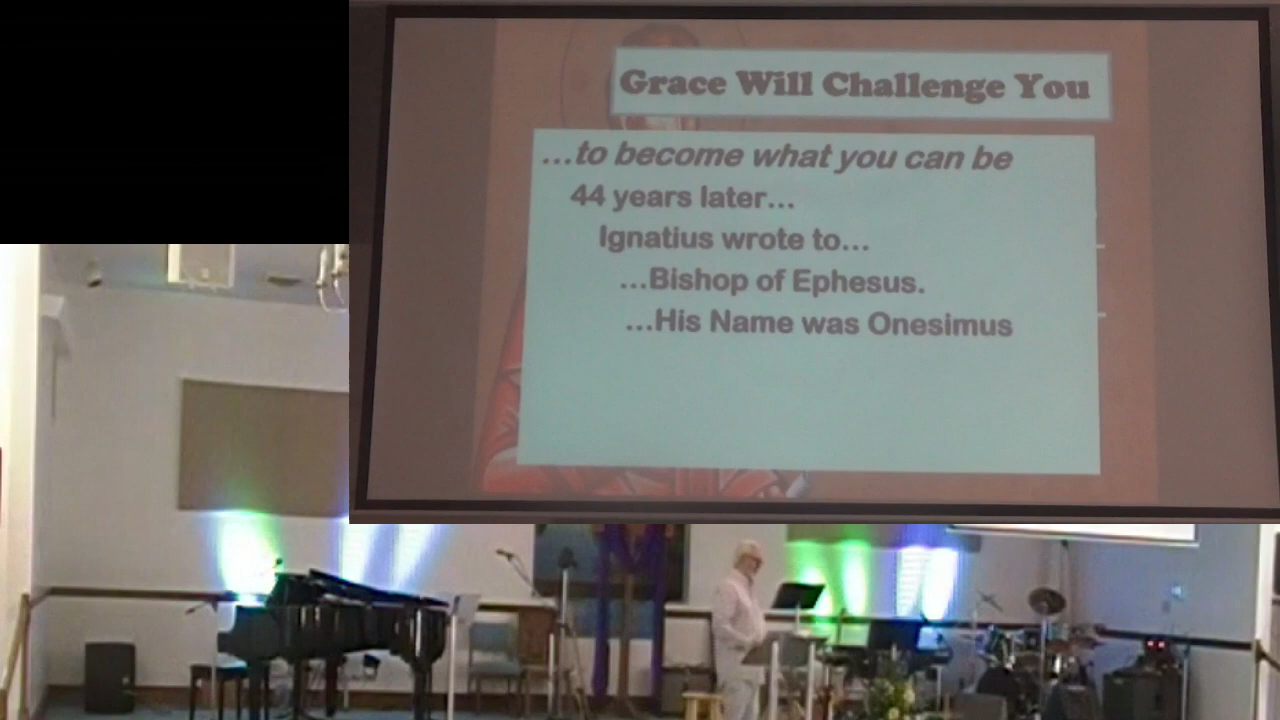 Grace Will Challenge You
...to become what you can be
44 years later...
Ignatius wrote to...
...Bishop of Ephesus.
...His Name was Onesimus